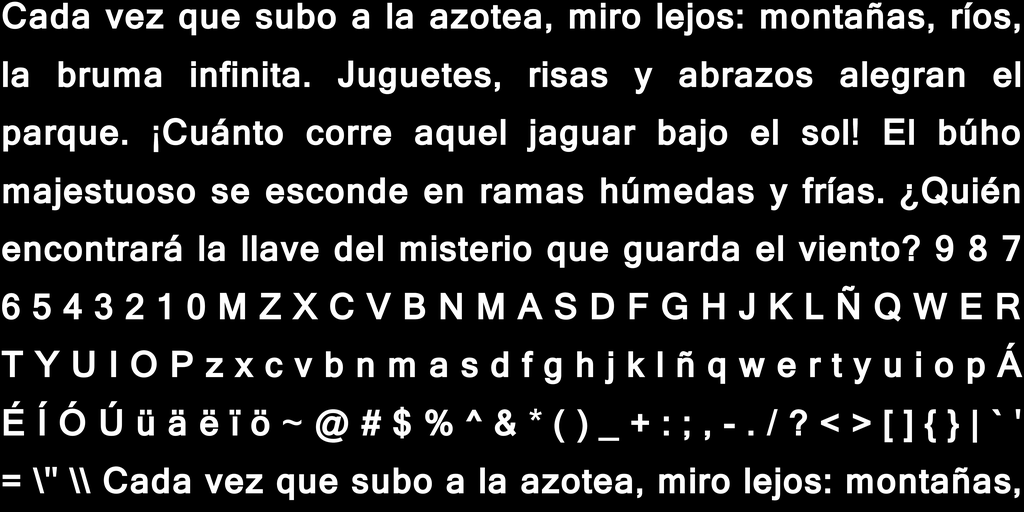 Cada vez que subo a la azotea, miro lejos: montañas, ríos,
la bruma infinita. Juguetes, risas y abrazos alegran el
parque. ¡Cuánto corre aquel jaguar bajo el sol! El búho
majestuoso se esconde en ramas húmedas y frías. ¿Quién
encontrará la llave del misterio que guarda el viento? 9 8 7
6 5 4 3 2 1 0 M Z X C V B N M A S D F G H J K L Ñ Q W E R
T Y U I O P z x c v b n m a s d f g h j k l ñ q w e r t y u i o p Á
É Í Ó Ú ü ä ë ï ö ~ @ # $ % ^ & * ( ) _ + : ; , - . / ? < > [ ] { } | ` '
= \" \\ Cada vez que subo a la azotea, miro lejos: montañas,